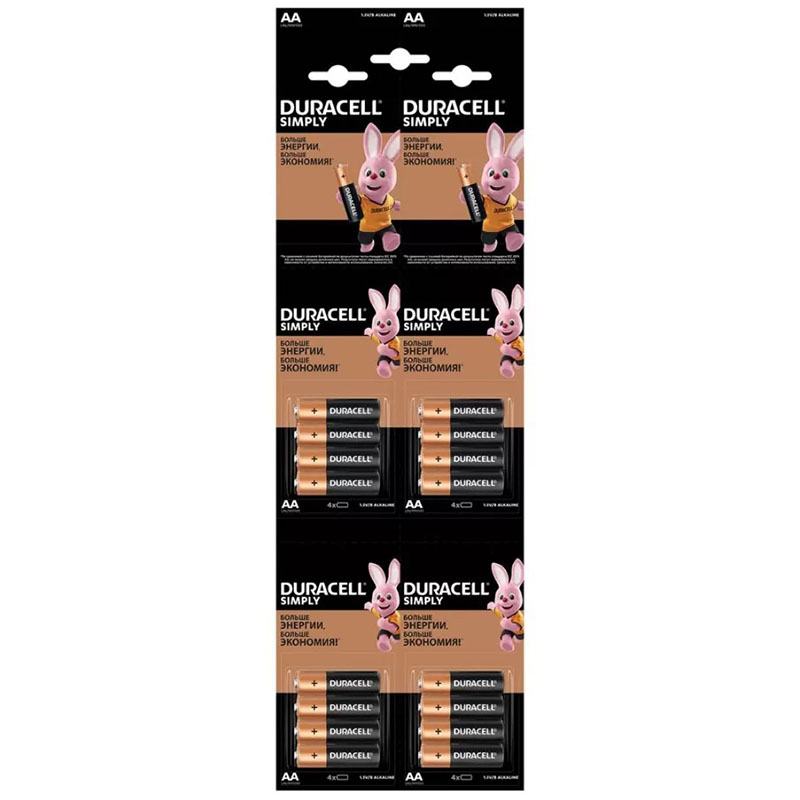 AA 1.5V/B ALKALINE
AA 1.5V/B ALKALINE
DURACELL
SIMPLY
БОЛЬШЕ
ЭНЕРГИИ,
БОЛЬШЕ
ЭКОНОМИЯ!*
DURACELL
DURACELL
DURACELL
SIMPLY
БОЛЬШЕ
ЭНЕРГИИ,
БОЛЬШЕ
ЭКОНОМИЯ!*
DURACELL
DURACELL
DURACELL
SIMPLY
БОЛЬШЕ
ЭНЕРГИИ,
БОЛЬШЕ
ЭКОНОМИЯ!*
+ DURACELL
+ DURACELL
+ DURACELL
+ DURACELL
AA 4x 1.5V/B ALKALINE
DURACELL
SIMPLY
БОЛЬШЕ
ЭНЕРГИИ,
БОЛЬШЕ
ЭКОНОМИЯ!*
+ DURACELL
+ DURACELL
+ DURACELL
+ DURACELL
AA 4x 1.5V/B ALKALINE
DURACELL
SIMPLY
БОЛЬШЕ
ЭНЕРГИИ,
БОЛЬШЕ
ЭКОНОМИЯ!*
+ DURACELL
+ DURACELL
+ DURACELL
+ DURACELL
AA 4x 1.5V/B ALKALINE
DURACELL
SIMPLY
БОЛЬШЕ
ЭНЕРГИИ,
БОЛЬШЕ
ЭКОНОМИЯ!*
+ DURACELL
+ DURACELL
+ DURACELL
+ DURACELL
AA 4x 1.5V/B ALKALINE